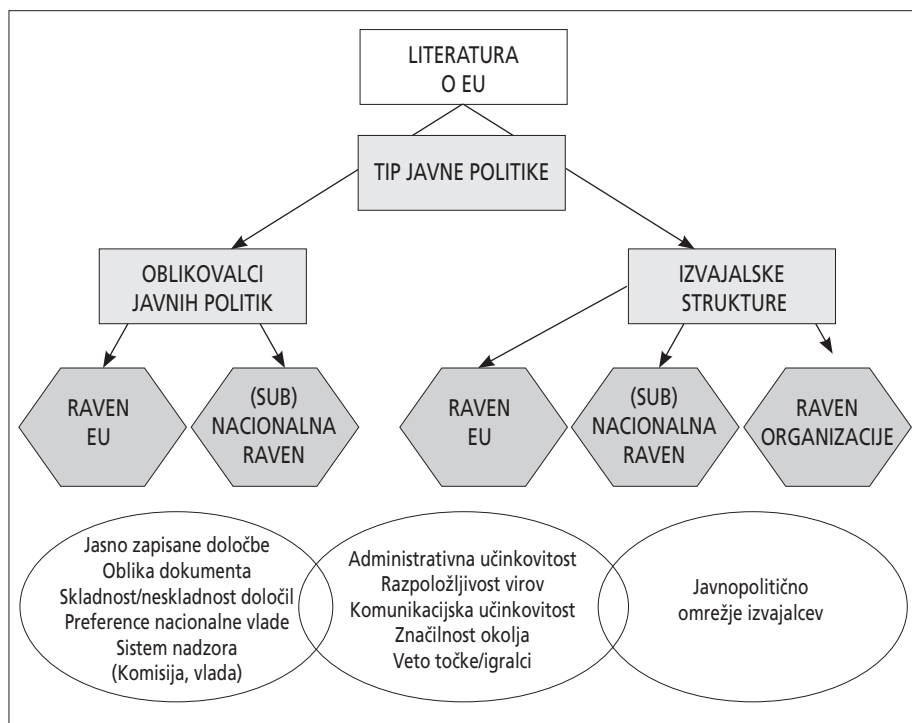 LITERATURA
O EU
TIP JAVNE POLITIKE
OBLIKOVALCI
JAVNIH POLITIK
IZVAJALSKE
STRUKTURE
RAVEN
EU
(SUB)
NACIONALNA
RAVEN
RAVEN
EU
(SUB)
NACIONALNA
RAVEN
RAVEN
ORGANIZACIJE
Jasno zapisane določbe
Oblika dokumenta
Skladnost/neskladnost določil
Preference nacionalne vlade
Sistem nadzora
(Komisija, vlada)
Administrativna učinkovitost
Razpoložljivost virov
Komunikacijska učinkovitost
Značilnost okolja
Veto točke/igralci
Javnopolitično
omrežje izvajalcev